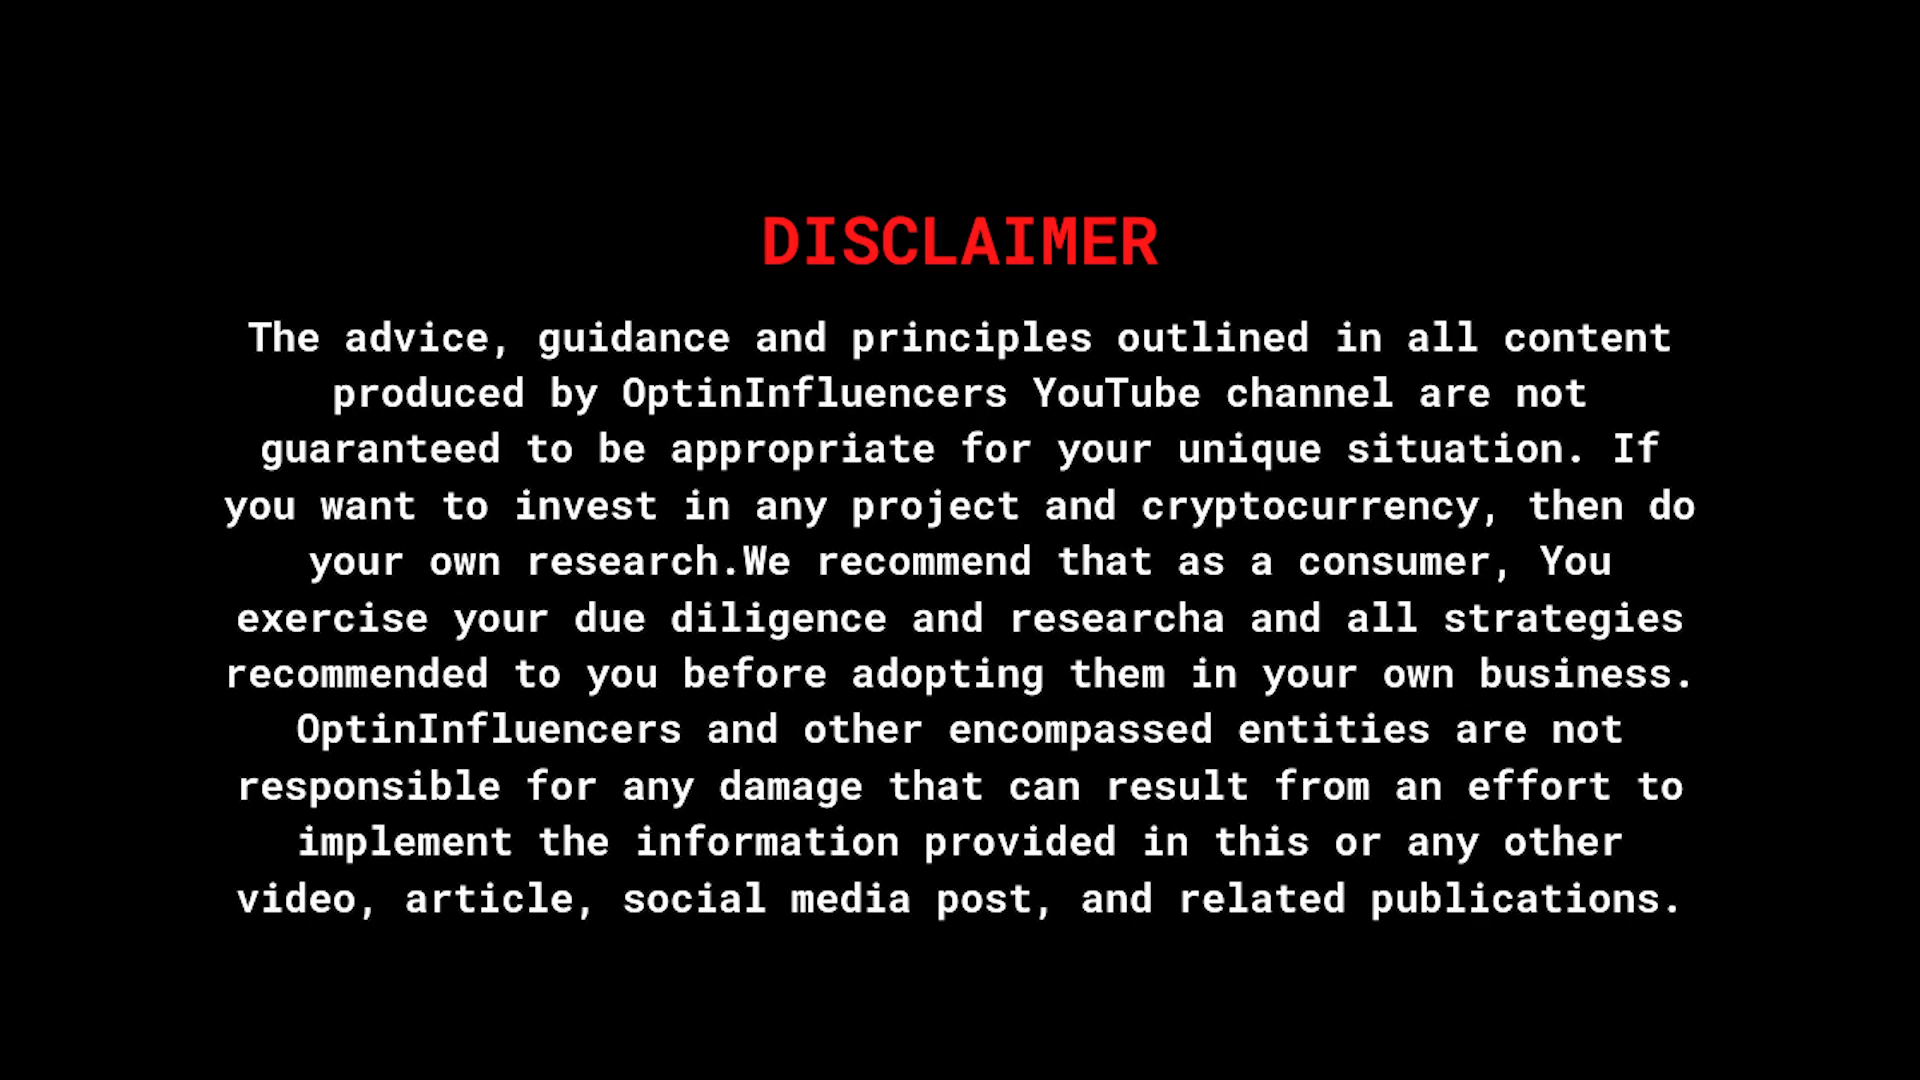 DISCLAIMER
The advice, guidance and principles outlined in all content
produced by OptinInfluencers YouTube channel are not
guaranteed to be appropriate for your unique situation. If
you want to invest in any project and cryptocurrency, then do
your own research.We recommend that as a consumer, You
exercise your due diligence and researcha and all strategies
recommended to you before adopting them in your own business.
OptinInfluencers and other encompassed entities are not
responsible for any damage that can result from an effort to
implement the information provided in this or any other
video, article, social media post, and related publications.